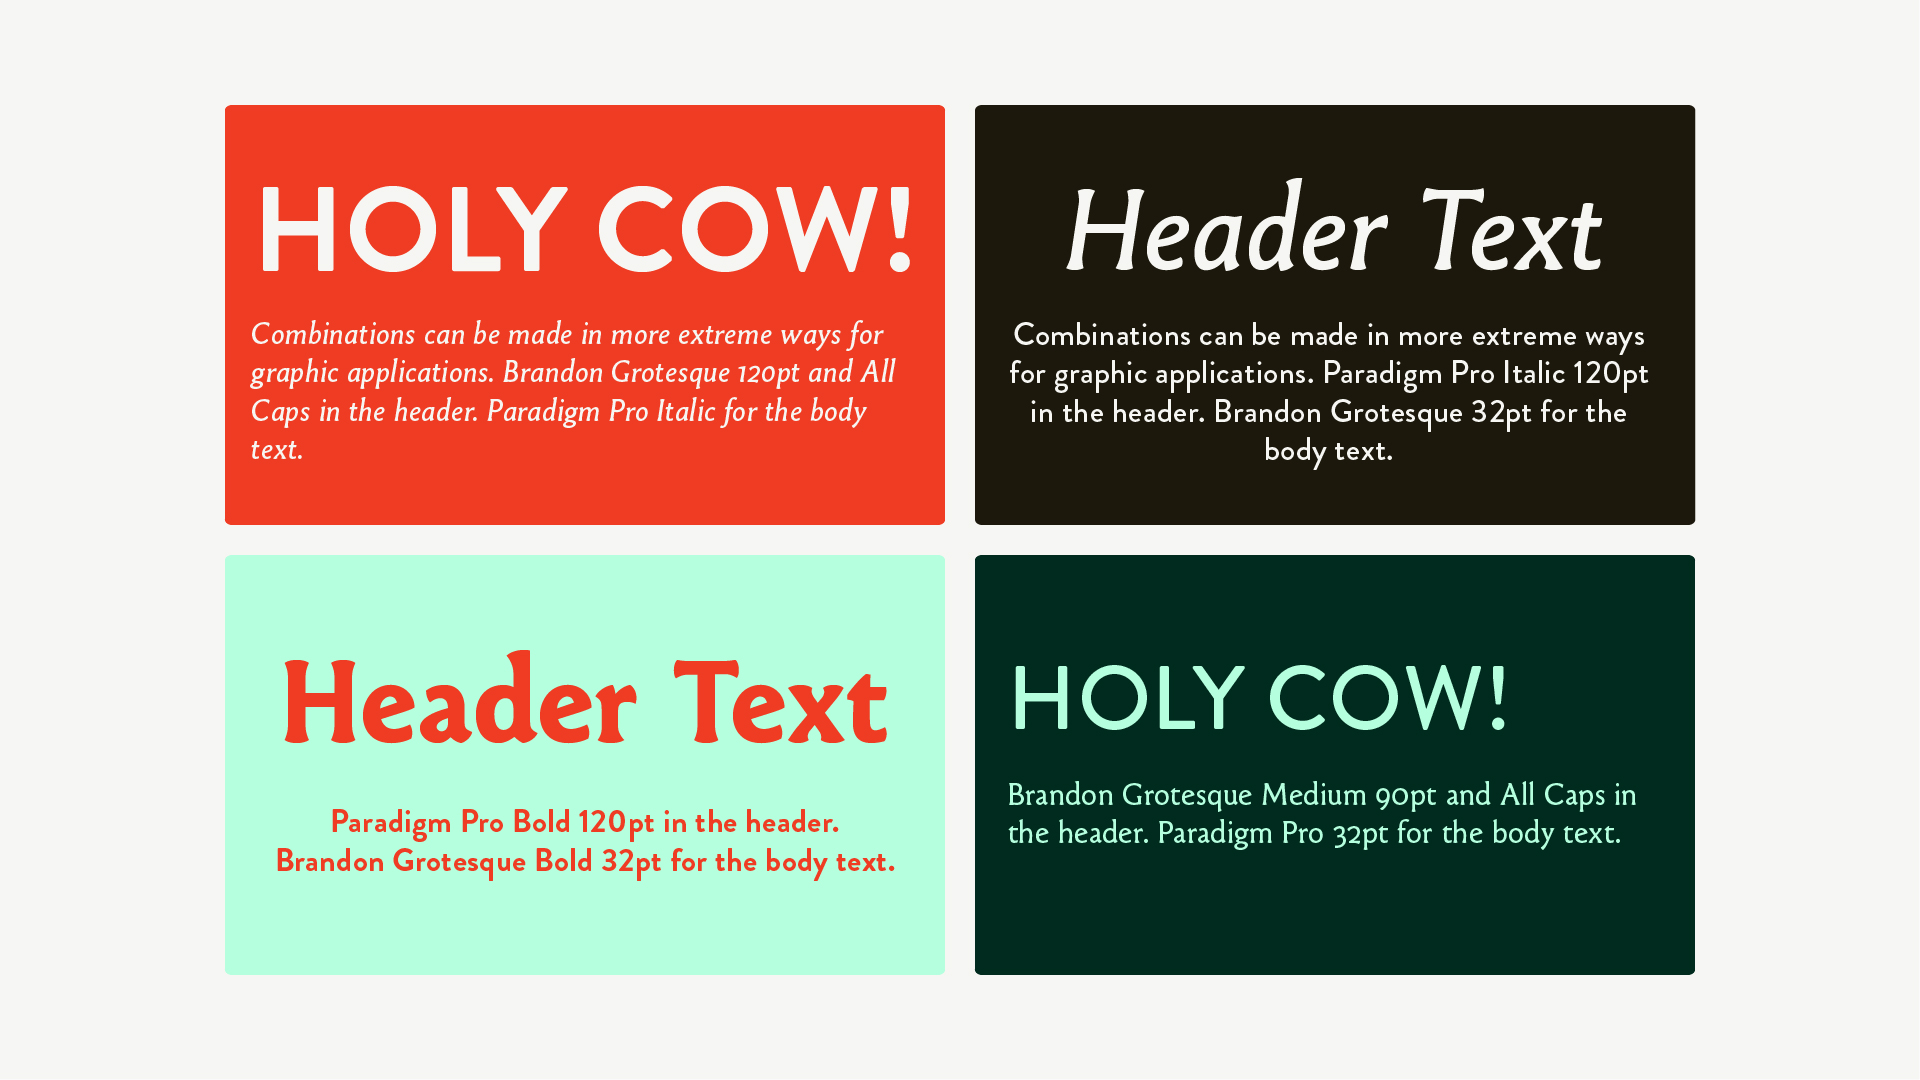 HOLY COW!
Combinations can be made in more extreme ways for
graphic applications. Brandon Grotesque 120pt and All
Caps in the header. Paradigm Pro Italic for the body
text.
Header Text
Combinations can be made in more extreme ways
for graphic applications. Paradigm Pro Italic 120pt
in the header. Brandon Grotesque 32pt for the
body text.
Header Text
Paradigm Pro Bold 120pt in the header.
Brandon Grotesque Bold 32pt for the body text.
HOLY COW!
Brandon Grotesque Medium 90pt and All Caps in
the header. Paradigm Pro 32pt for the body text.